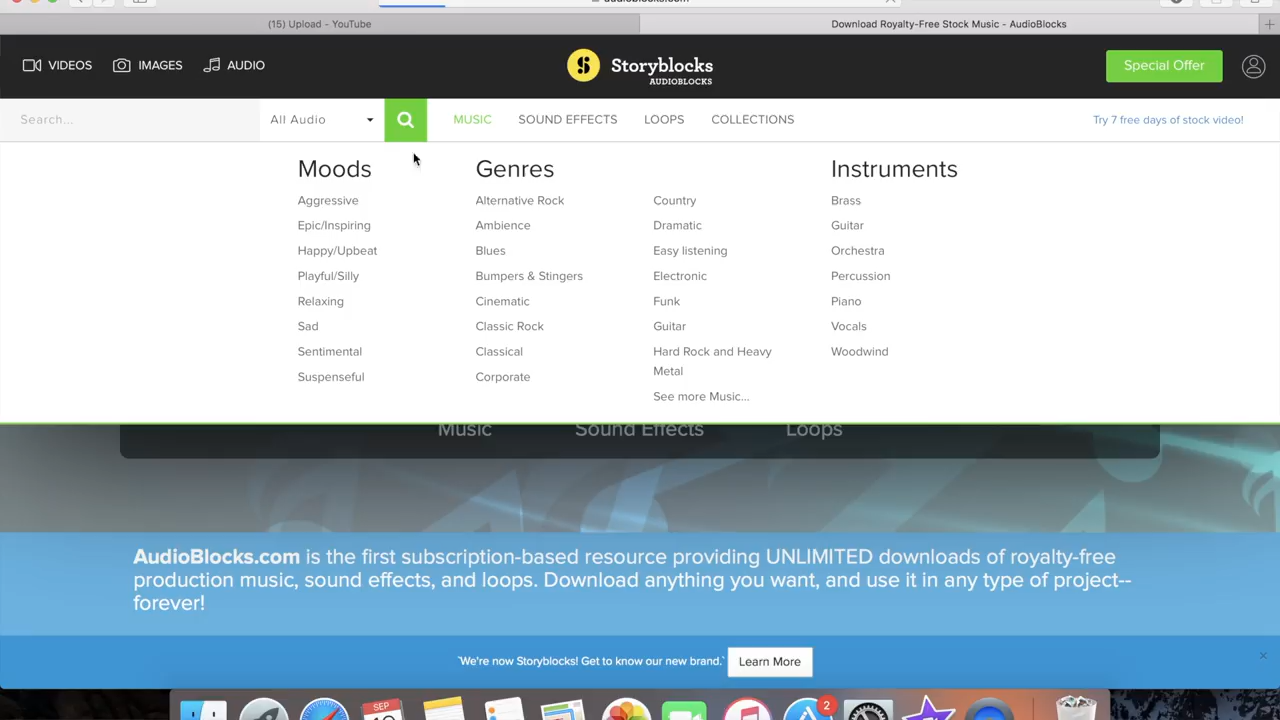 audioblocks.com
(15) Upload - YouTube
Download Royalty-Free Stock Music - AudioBlocks
VIDEOS
IMAGES
AUDIO
Storyblocks
AUDIOBLOCKS
Special Offer
Search...
All Audio
MUSIC
SOUND EFFECTS
LOOPS
COLLECTIONS
Try 7 free days of stock video!
Moods
Aggressive
Epic/Inspiring
Happy/Upbeat
Playful/Silly
Relaxing
Sad
Sentimental
Suspenseful
Genres
Alternative Rock
Ambience
Blues
Bumpers & Stingers
Cinematic
Classic Rock
Classical
Corporate
Country
Dramatic
Easy listening
Electronic
Funk
Guitar
Hard Rock and Heavy
Metal
See more Music...
Instruments
Brass
Guitar
Orchestra
Percussion
Piano
Vocals
Woodwind
Music
Sound Effects
Loops
AudioBlocks.com is the first subscription-based resource providing UNLIMITED downloads of royalty-free
production music, sound effects, and loops. Download anything you want, and use it in any type of project--
forever!
`We're now Storyblocks! Get to know our new brand.`
Learn More
SEP
2